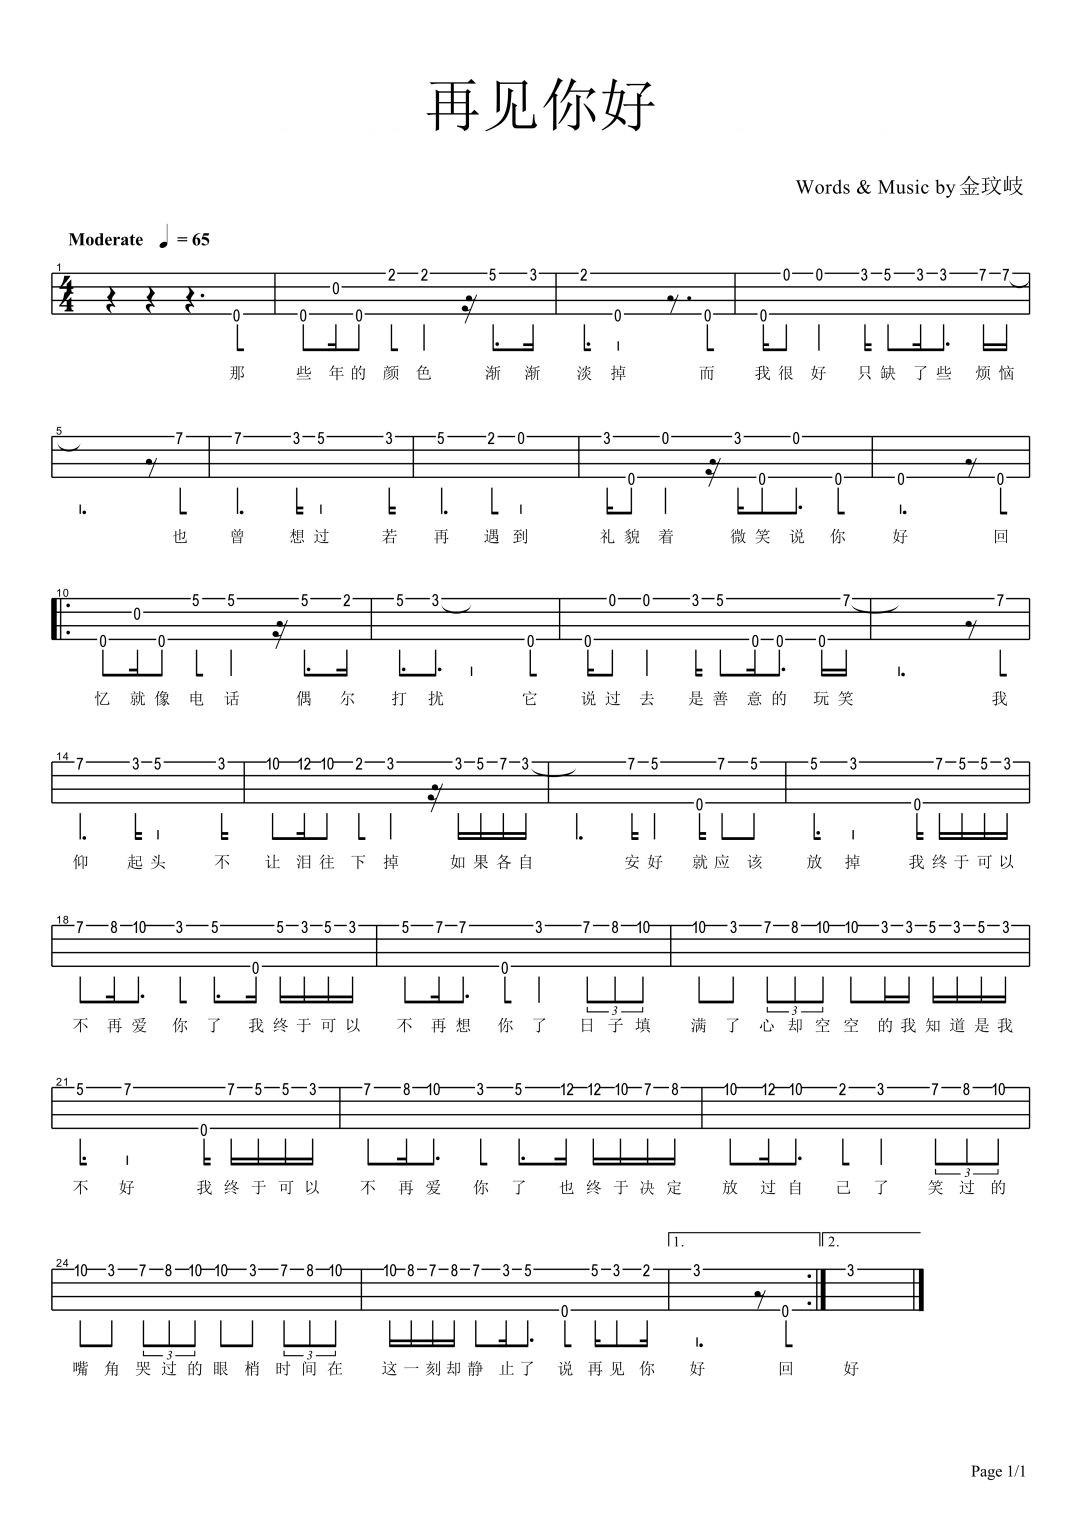 再见你好
Words & Music by 金玟岐
Moderate = 65
1
4
4
2 2 5 3 2 0 0 3 5 3 3 7 7
0
0 0 0 0 0 0
那 些 年 的 颜 色 渐 渐 淡 掉 而 我 很 好 只 缺 了 些 烦 恼
5
7 7 3 5 3 5 2 0 3 0 3 0
0 0 0 0 0
也 曾 想 过 若 再 遇 到 礼 貌 着 微 笑 说 你 好 回
10
5 5 5 2 5 3 0 0 3 5 7 7
0
0 0 0 0 0 0 0
忆 就 像 电 话 偶 尔 打 扰 它 说 过 去 是 善 意 的 玩 笑 我
14
7 3 5 3 10 12 10 2 3 3 5 7 3 7 5 7 5 5 3 7 5 5 3
0 0
仰 起 头 不 让 泪 往 下 掉 如 果 各 自 安 好 就 应 该 放 掉 我 终 于 可 以
18
7 8 10 3 5 5 3 5 3 5 7 7 3 7 8 10 10 3 7 8 10 10 3 3 5 3 5 3
0 0
3 3
不 再 爱 你 了 我 终 于 可 以 不 再 想 你 了 日 子 填 满 了 心 却 空 空 的 我 知 道 是 我
21
5 7 7 5 5 3 7 8 10 3 5 12 12 10 7 8 10 12 10 2 3 7 8 10
0
3
不 好 我 终 于 可 以 不 再 爱 你 了 也 终 于 决 定 放 过 自 己 了 笑 过 的
1. 2.
24
10 3 7 8 10 10 3 7 8 10 10 8 7 8 7 3 5 5 3 2 3 3
0 0
3 3
嘴 角 哭 过 的 眼 梢 时 间 在 这 一 刻 却 静 止 了 说 再 见 你 好 回 好
Page 1/1